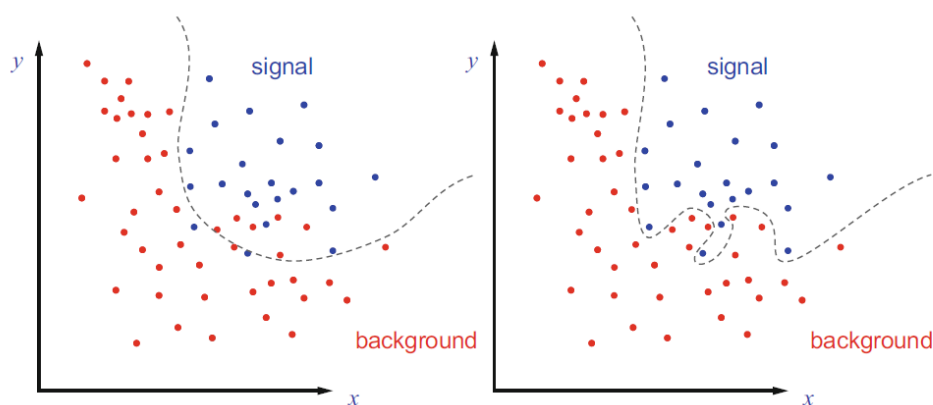 y
signal
background
x
y
signal
background
x